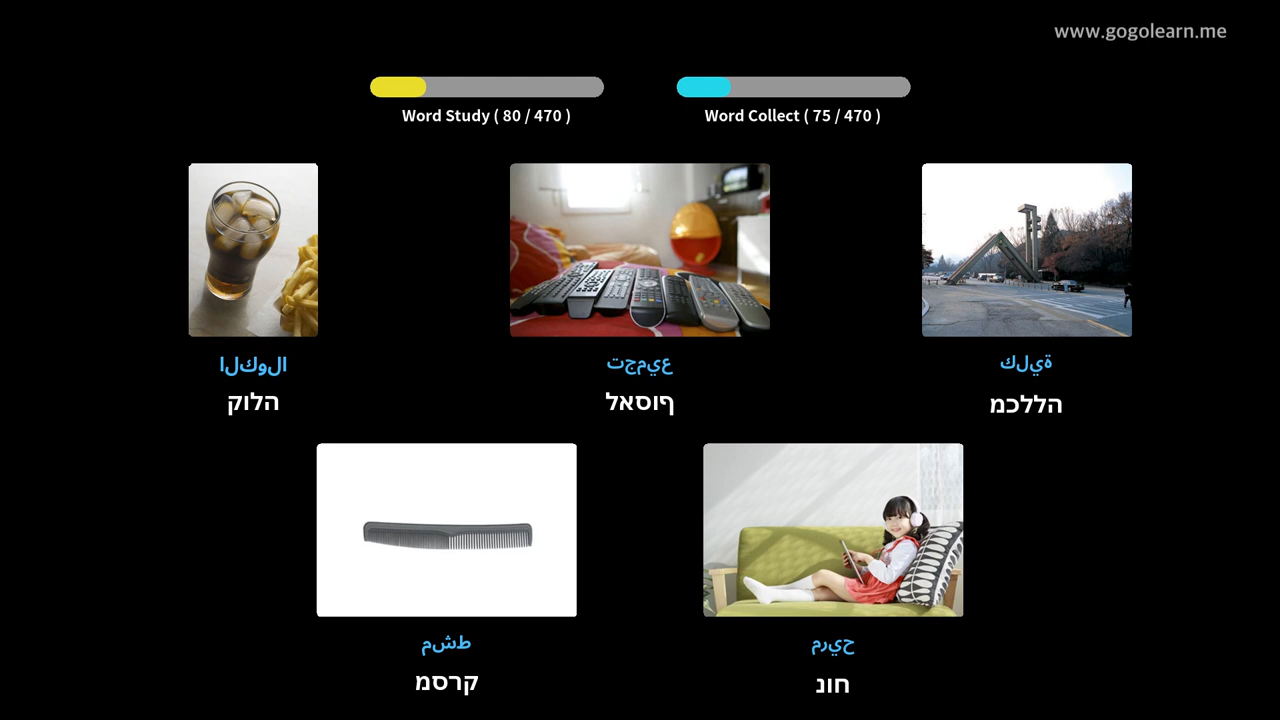 www.gogolearn.me
Word Study ( 80 / 470 )
Word Collect ( 75 / 470 )
الوكلا
הלוק
عيمجت
ףוסאל
ةيلك
הללכמ
طشم
קרסמ
حيرم
חונ